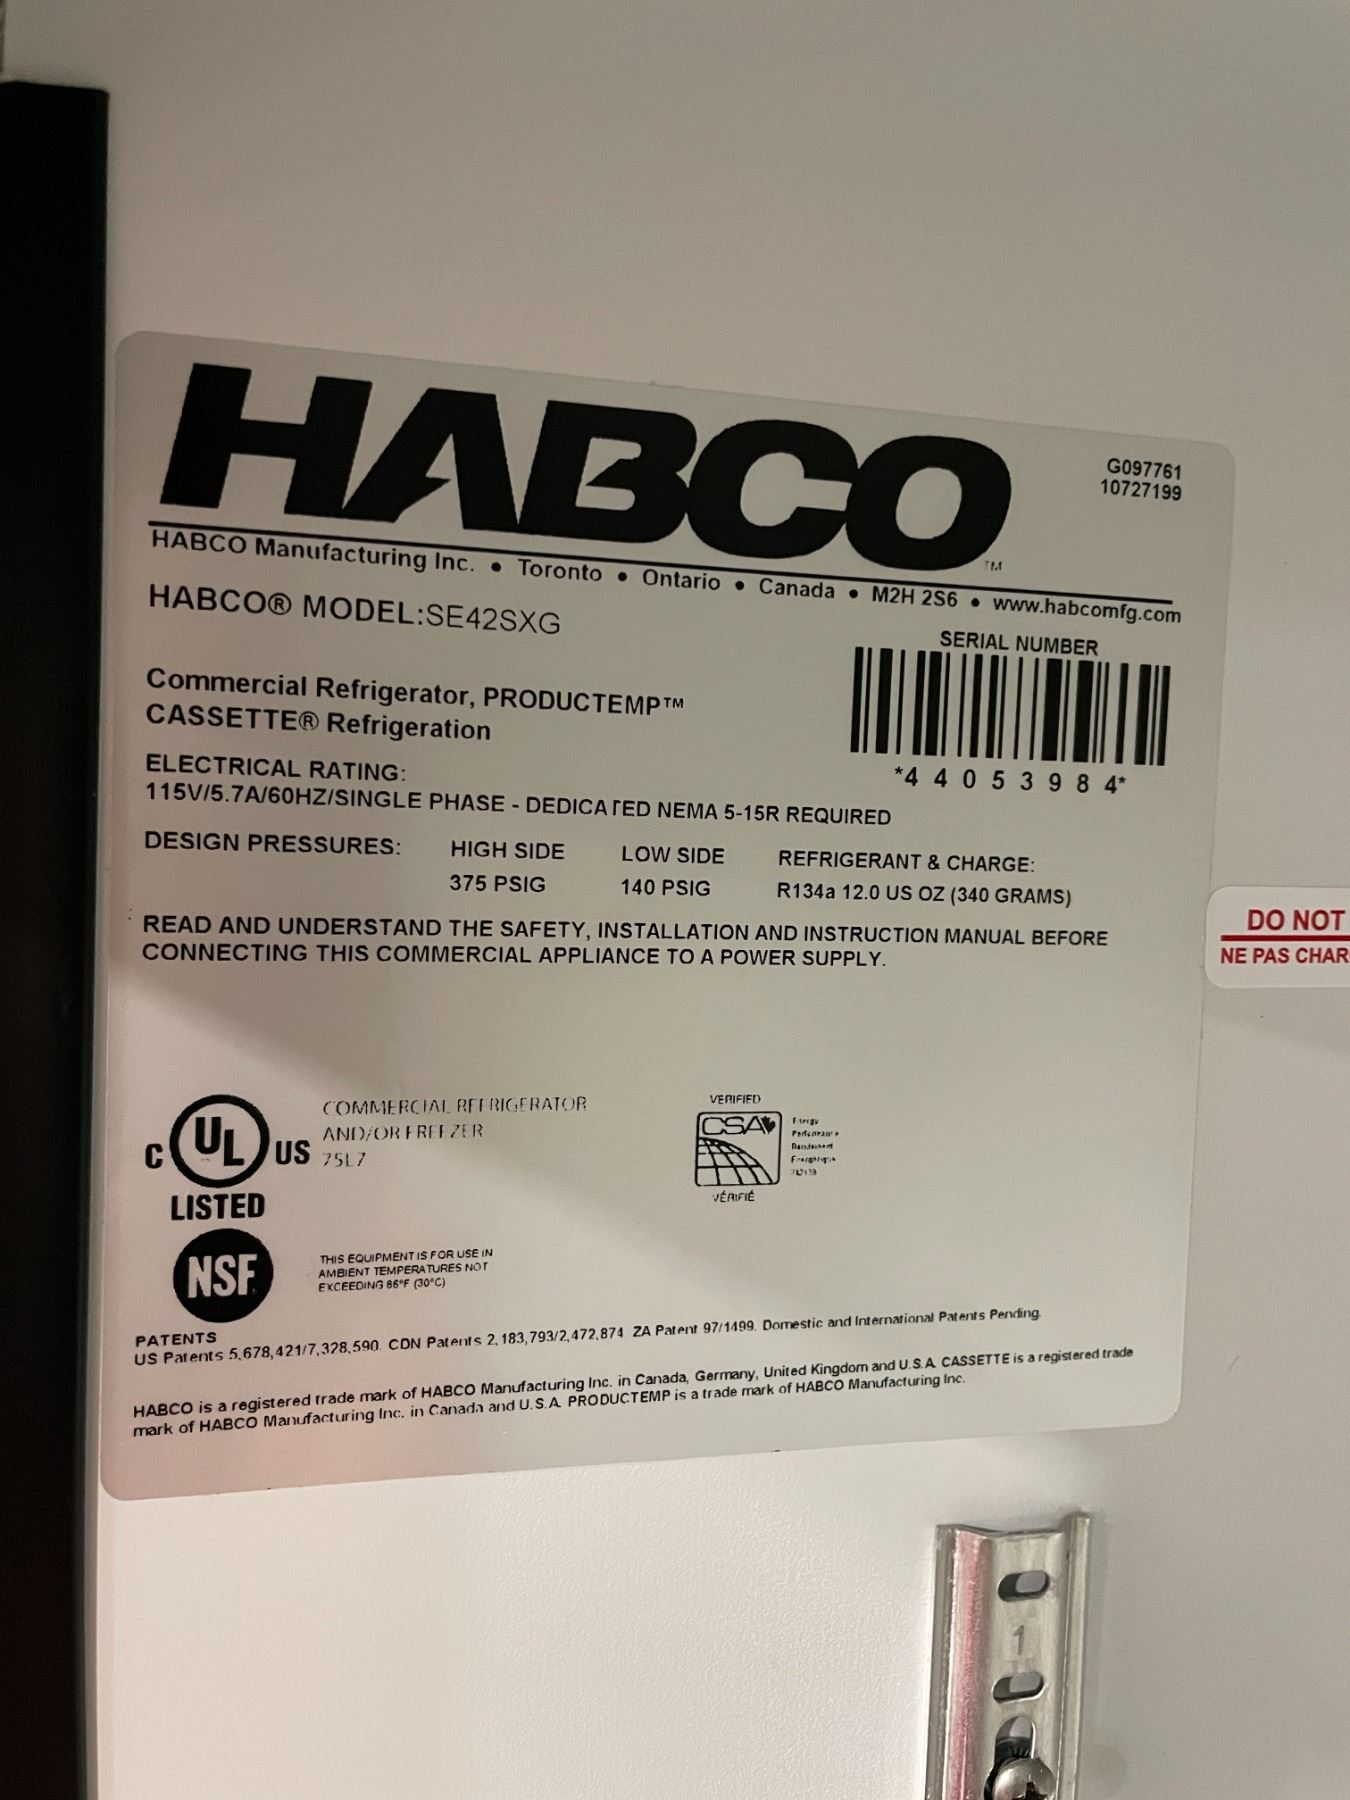 HABCO
TM
G097761
10727199
HABCO Manufacturing Inc. • Toronto • Ontario • Canada • M2H 2S6 • www.habcomfg.com
HABCO® MODEL:SE42SXG
SERIAL NUMBER
*44053984*
Commercial Refrigerator, PRODUCTEMP™
CASSETTE® Refrigeration
ELECTRICAL RATING:
115V/5.7A/60HZ/SINGLE PHASE - DEDICATED NEMA 5-15R REQUIRED
DESIGN PRESSURES: HIGH SIDE LOW SIDE REFRIGERANT & CHARGE:
375 PSIG 140 PSIG R134a 12.0 US OZ (340 GRAMS)
READ AND UNDERSTAND THE SAFETY, INSTALLATION AND INSTRUCTION MANUAL BEFORE
CONNECTING THIS COMMERCIAL APPLIANCE TO A POWER SUPPLY.
DO NOT
NE PAS CHAR
C UL US
LISTED
COMMERCIAL REFRIGERATOR
AND/OR FREEZER
75L7
VERIFIED
CSA
VÉRIFIÉ
Energy
NSF
THIS EQUIPMENT IS FOR USE IN
AMBIENT TEMPERATURES NOT
EXCEEDING 86°F (30°C)
PATENTS
US Patents 5,678,421/7,328,590. CDN Patents 2,183,793/2,472,874 ZA Patent 97/1499. Domestic and International Patents Pending.
HABCO is a registered trade mark of HABCO Manufacturing Inc. in Canada, Germany, United Kingdom and U.S.A. CASSETTE is a registered trade
mark of HABCO Manufacturing Inc. in Canada and U.S.A. PRODUCTEMP is a trade mark of HABCO Manufacturing Inc.
1